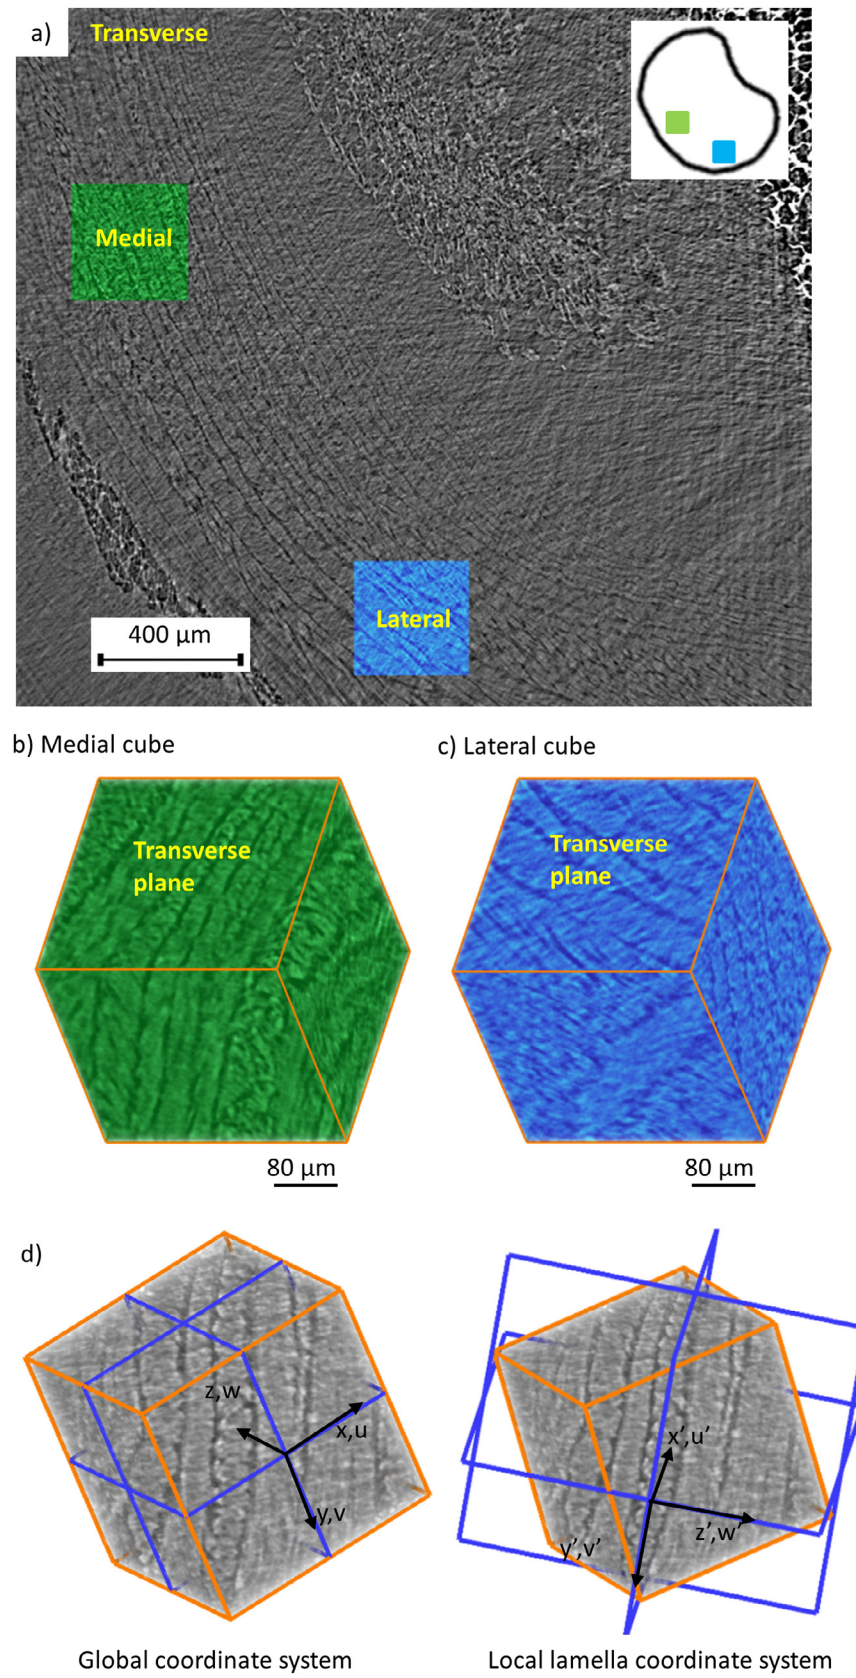 a)
Transverse
Medial
Lateral
400 µm
b) Medial cube
c) Lateral cube
Transverse
plane
Transverse
plane
80 µm
80 µm
d)
z,w
x,u
y,v
x’,u’
z’,w’
y’,v’
Global coordinate system
Local lamella coordinate system